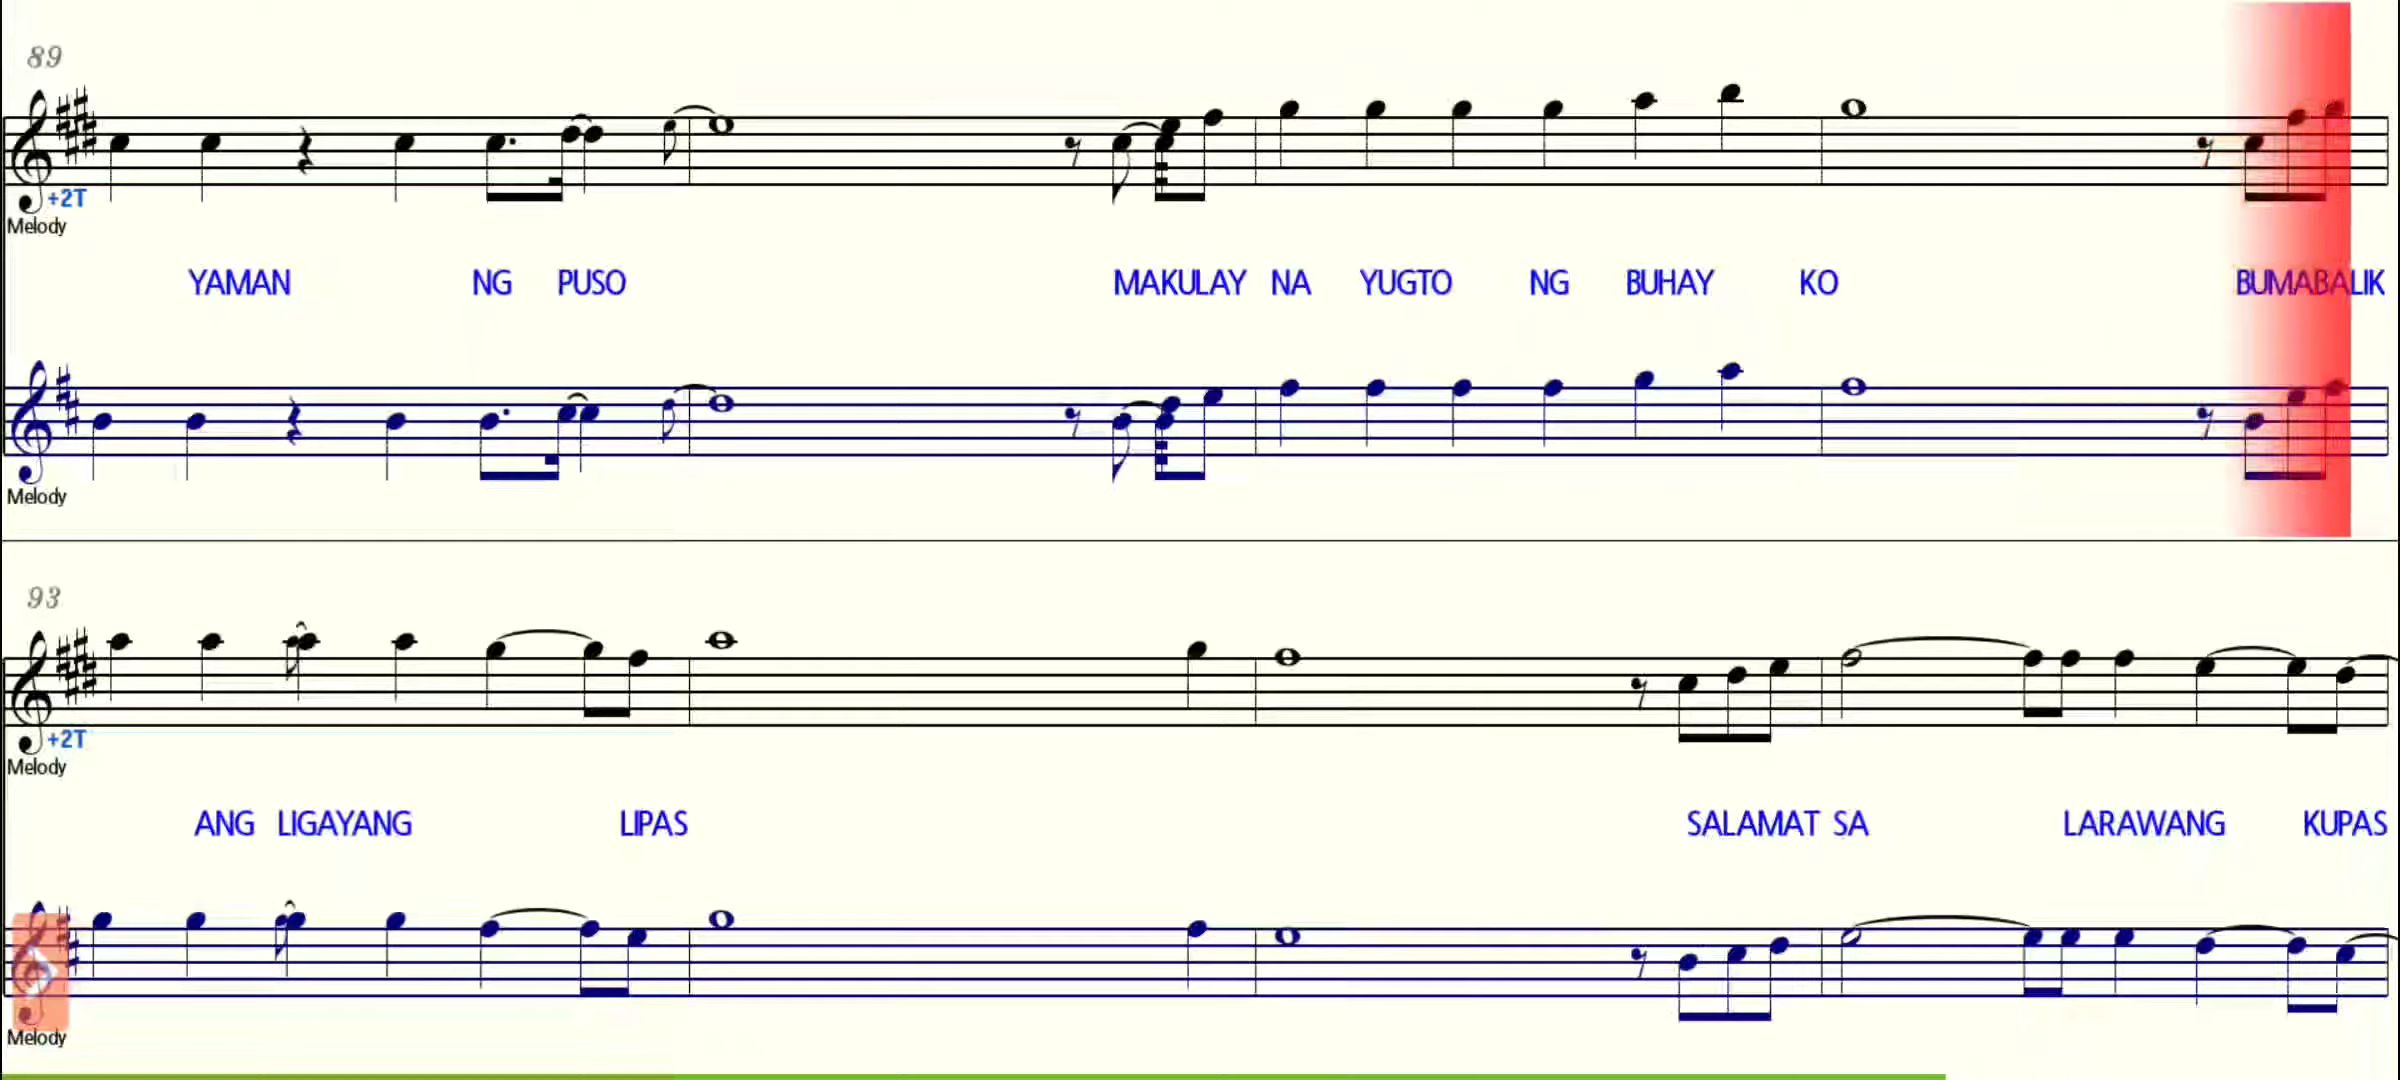 89
+2T
Melody
YAMAN NG PUSO MAKULAY NA YUGTO NG BUHAY KO BUMABALIK
Melody
93
+2T
Melody
ANG LIGAYANG LIPAS SALAMAT SA LARAWANG KUPAS
Melody